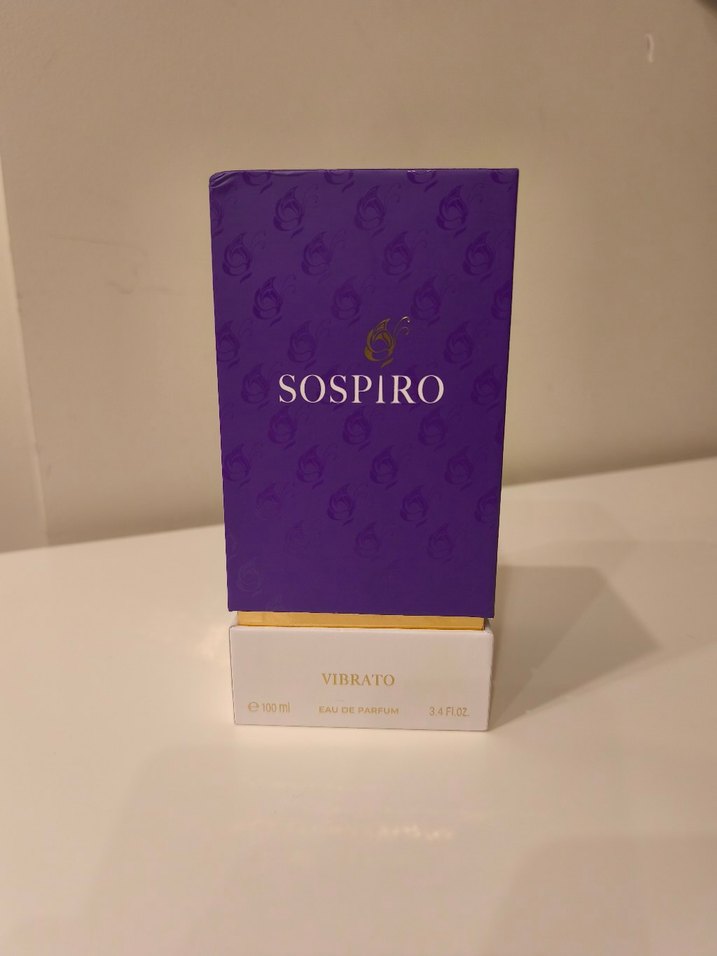 SOSPIRO
VIBRATO
℮ 100 ml EAU DE PARFUM 3.4 Fl.oz.